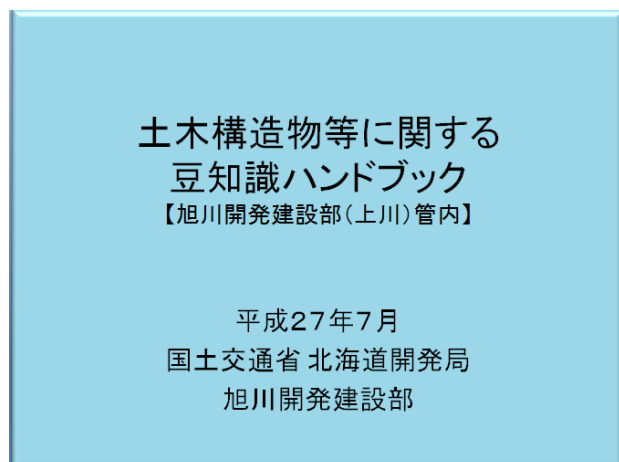 土木構造物等に関する
豆知識ハンドブック
【旭川開発建設部(上川)管内】
平成27年7月
国土交通省 北海道開発局
旭川開発建設部